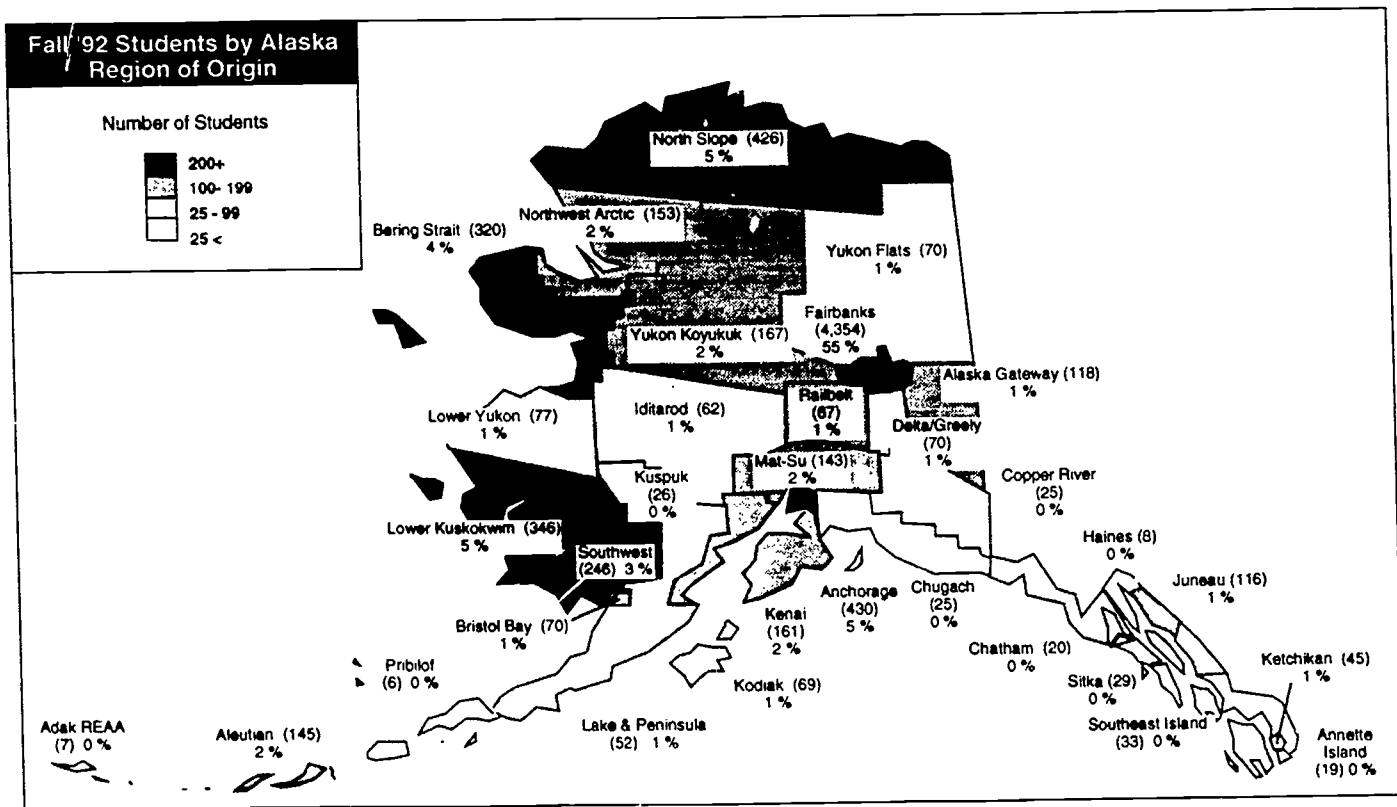 Fall '92 Students by Alaska
Region of Origin
Number of Students
200+
100-199
25 - 99
25 <
North Slope (426)
5 %
Northwest Arctic (153)
2 %
Bering Strait (320)
4 %
Yukon Flats (70)
1 %
Fairbanks
(4,354)
55 %
Yukon Koyukuk (167)
2 %
Alaska Gateway (118)
1 %
Railbelt
(67)
1 %
Iditarod (62)
1 %
Lower Yukon (77)
1 %
Delta/Greely
(70)
1 %
Mat-Su (143)
2 %
Kuspuk
(26)
0 %
Copper River
(25)
0 %
Lower Kuskokwim (346)
5 %
Southwest
(246) 3 %
Haines (8)
0 %
Juneau (116)
1 %
Anchorage
(430)
5 %
Chugach
(25)
0 %
Kenai
(161)
2 %
Bristol Bay (70)
1 %
Chatham (20)
0 %
Ketchikan (45)
1 %
Pribilof
(6) 0 %
Kodiak (69)
1 %
Sitka (29)
0 %
Lake & Peninsula
(52) 1 %
Southeast Island
(33) 0 %
Adak REAA
(7) 0 %
Aleutian (145)
2 %
Annette
Island
(19) 0 %